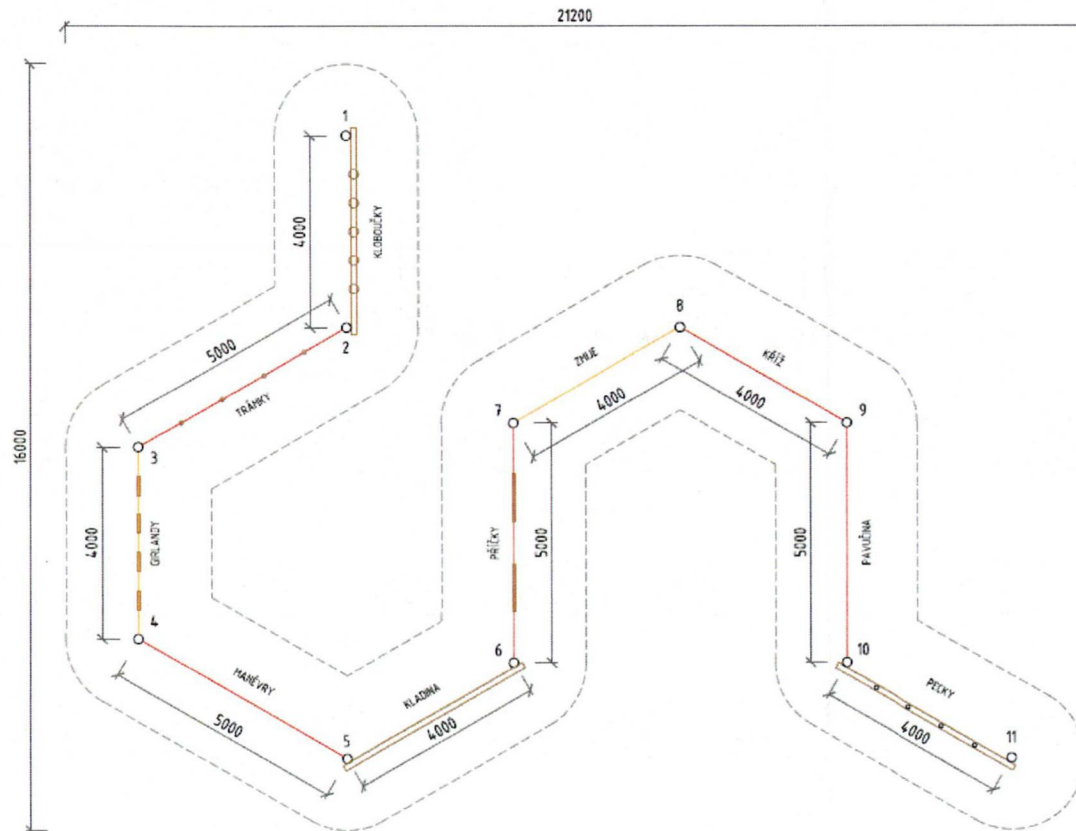 21200
16000
1
4000
KLOBOUČKY
2
5000
TRÁMKY
3
4000
GIRLANDY
4
MANÉVRY
5000
5
KLADINA
4000
6
PŘÍČKY
5000
7
ZMIJE
4000
8
KŘÍŽ
4000
9
5000
PAVUČINA
10
PECKY
4000
11